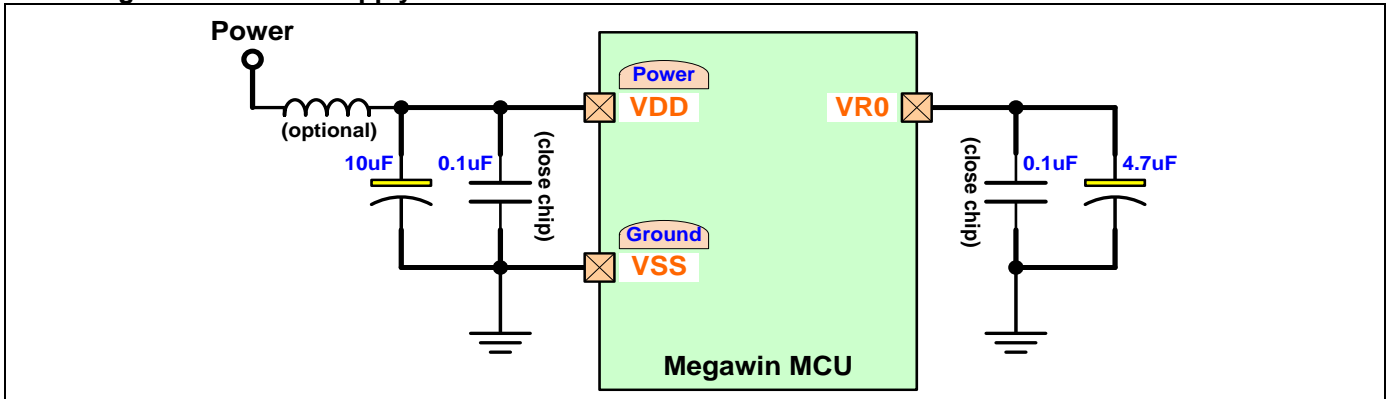 Power
(optional)
10uF
0.1uF
(close chip)
Power
VDD
Ground
VSS
VR0
(close chip)
0.1uF
4.7uF
Megawin MCU